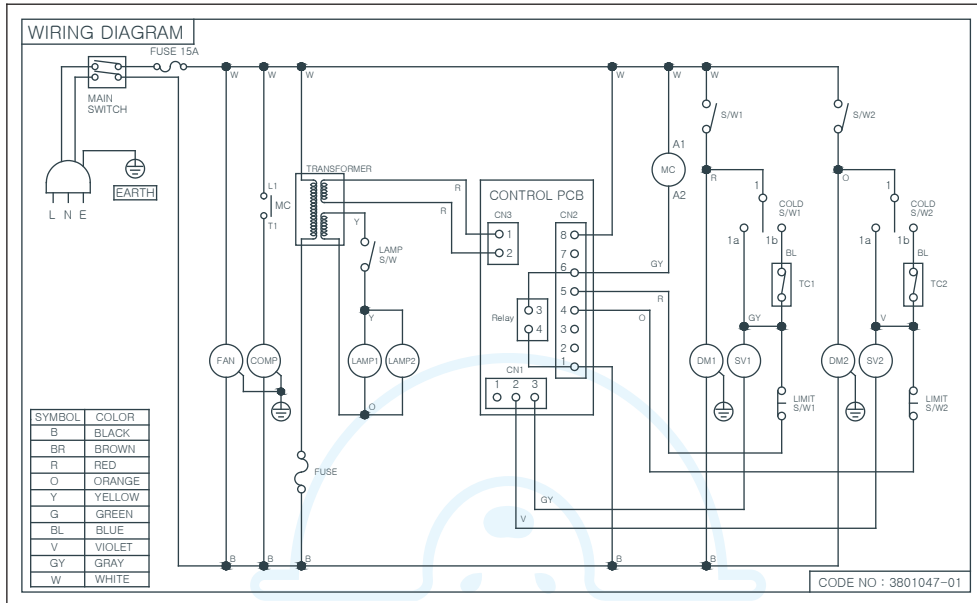 WIRING DIAGRAM
FUSE 15A
MAIN
SWITCH
W W W W W W
S/W1
S/W2
EARTH
L N E
L1
MC
T1
TRANSFORMER
R
R
Y
LAMP
S/W
Y
CONTROL PCB
CN3
1
2
CN2
8
7
6
5
4
3
2
1
Relay
3
4
CN1
1 2 3
A1
MC
A2
GY
R
O
R
1
COLD
S/W1
1a
1b
BL
TC1
GY
O
1
COLD
S/W2
1a
1b
BL
TC2
V
FAN
COMP
LAMP1
LAMP2
O
DM1
SV1
LIMIT
S/W1
DM2
SV2
LIMIT
S/W2
FUSE
GY
V
B B B B B
SYMBOL COLOR
B BLACK
BR BROWN
R RED
O ORANGE
Y YELLOW
G GREEN
BL BLUE
V VIOLET
GY GRAY
W WHITE
CODE NO : 3801047-01